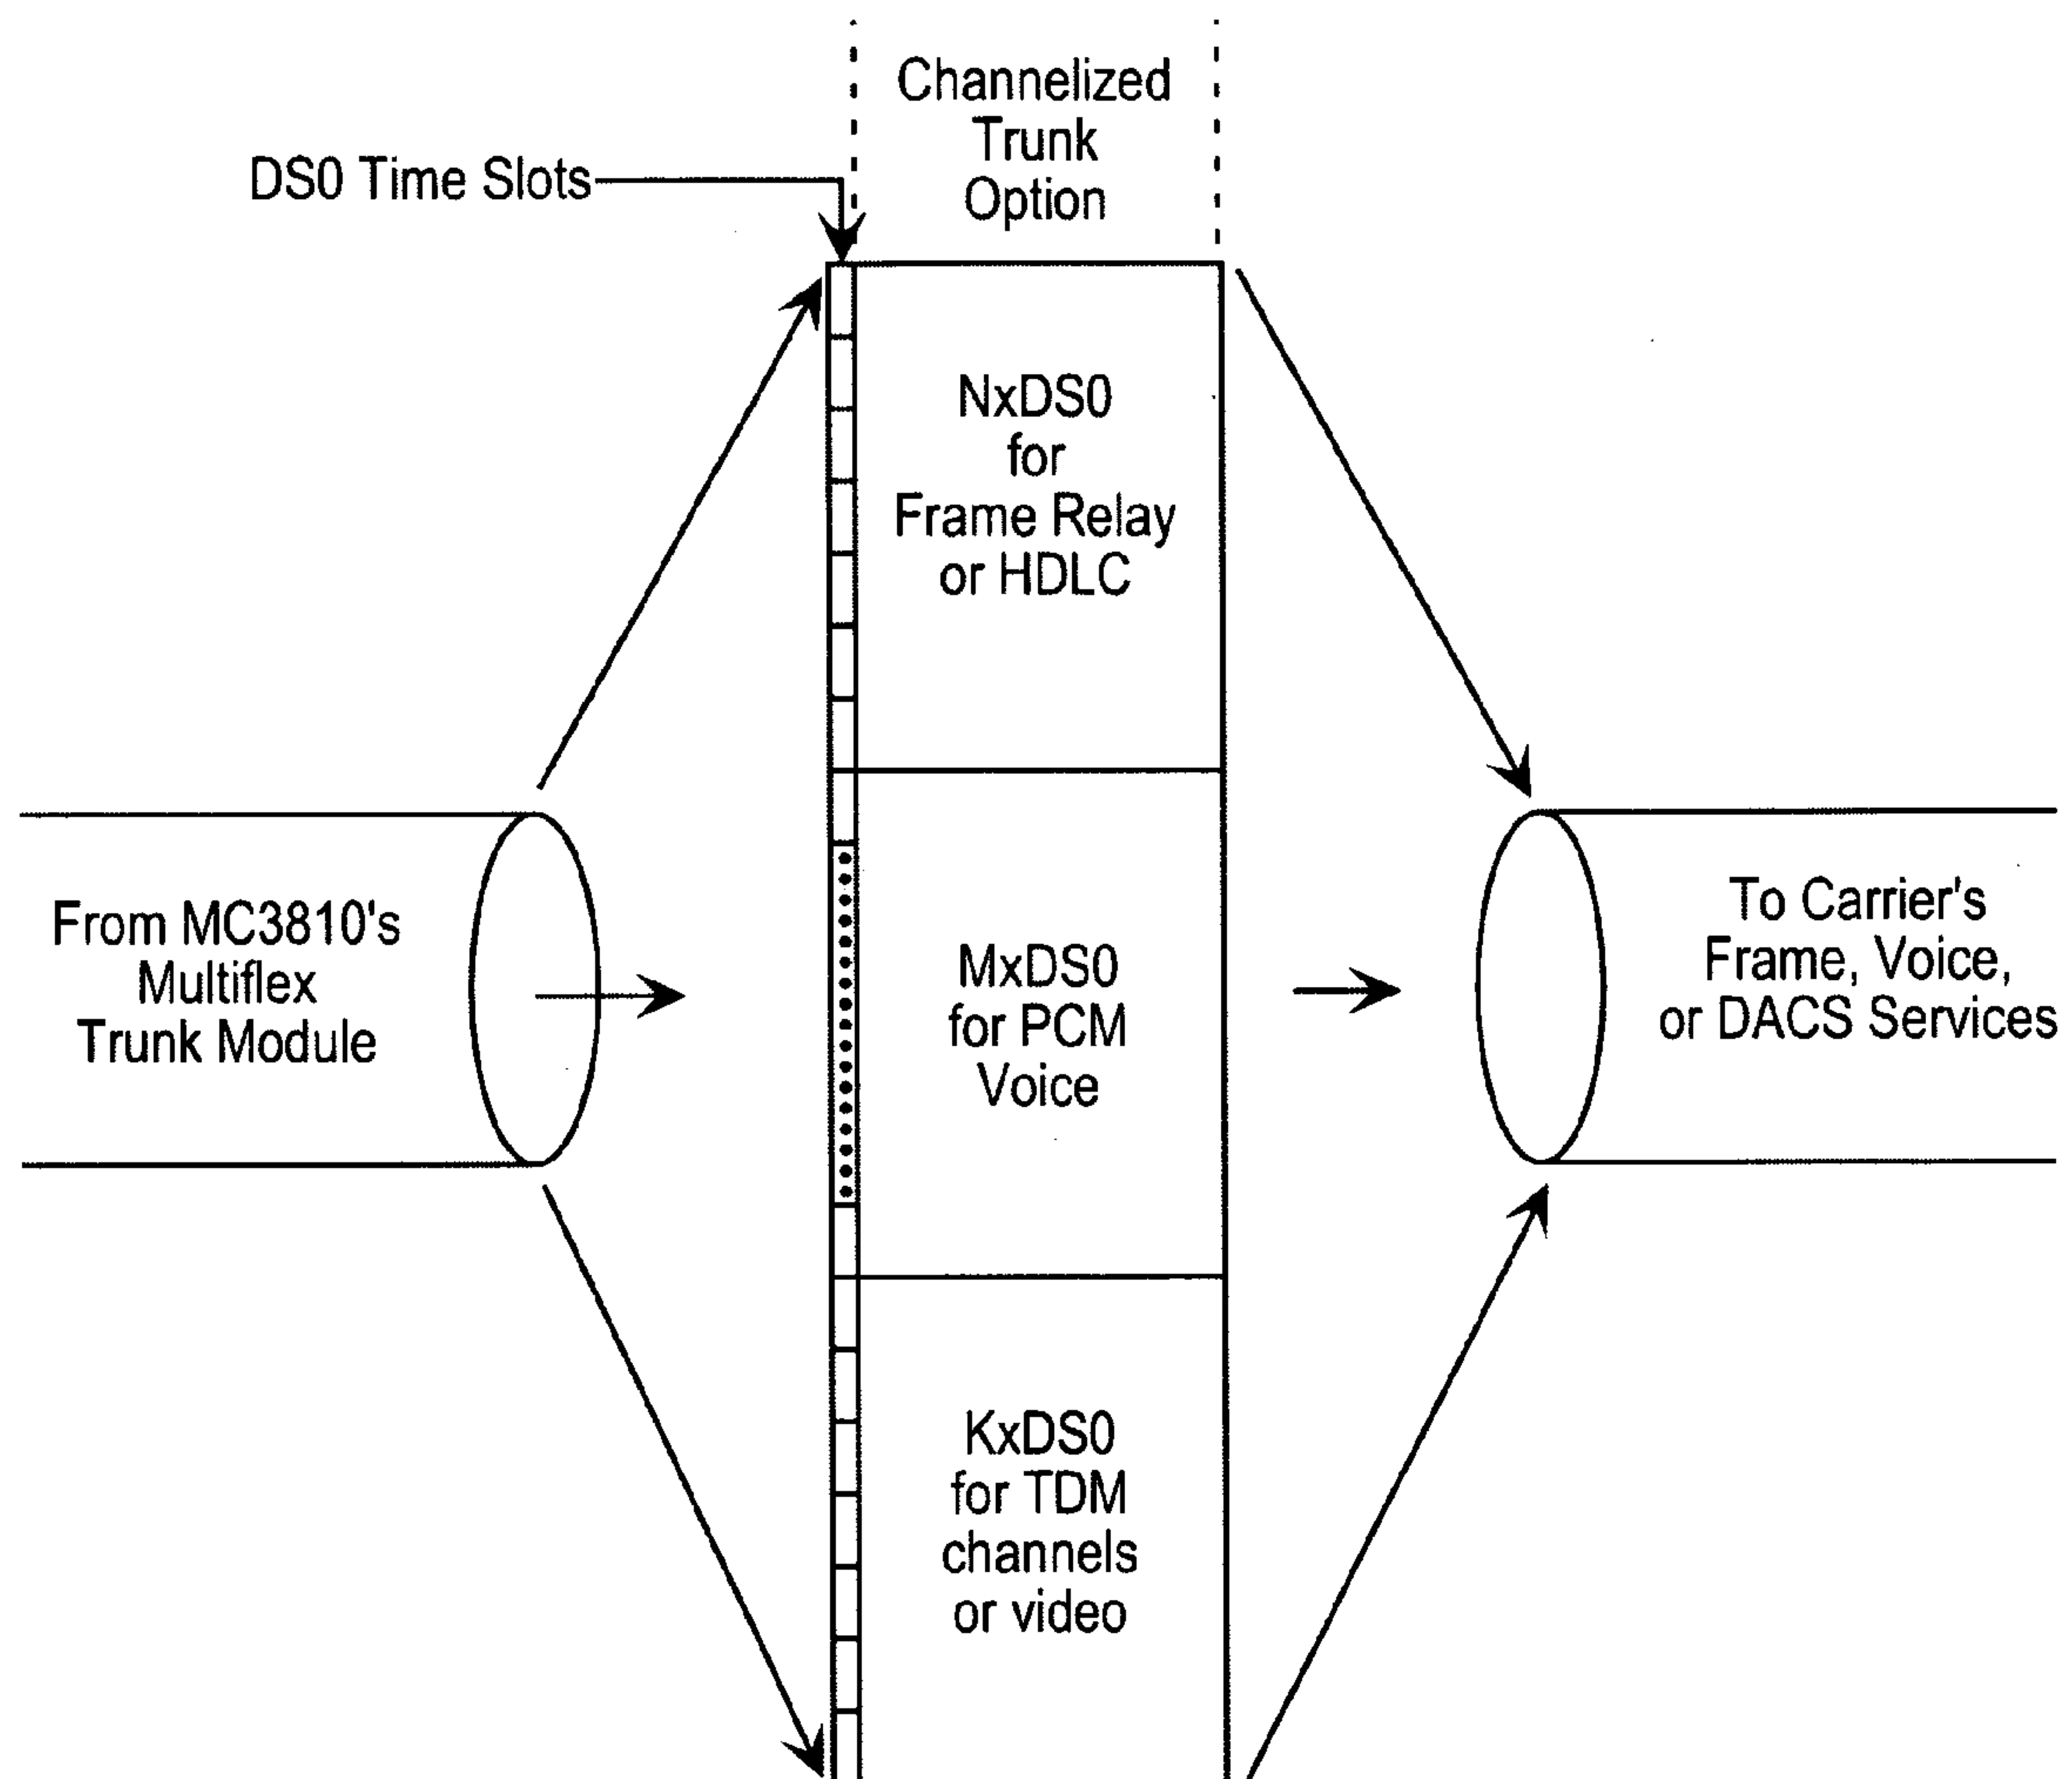 Channelized
Trunk
Option
DS0 Time Slots
NxDS0
for
Frame Relay
or HDLC
From MC3810's
Multiflex
Trunk Module
MxDS0
for PCM
Voice
To Carrier's
Frame, Voice,
or DACS Services
KxDS0
for TDM
channels
or video